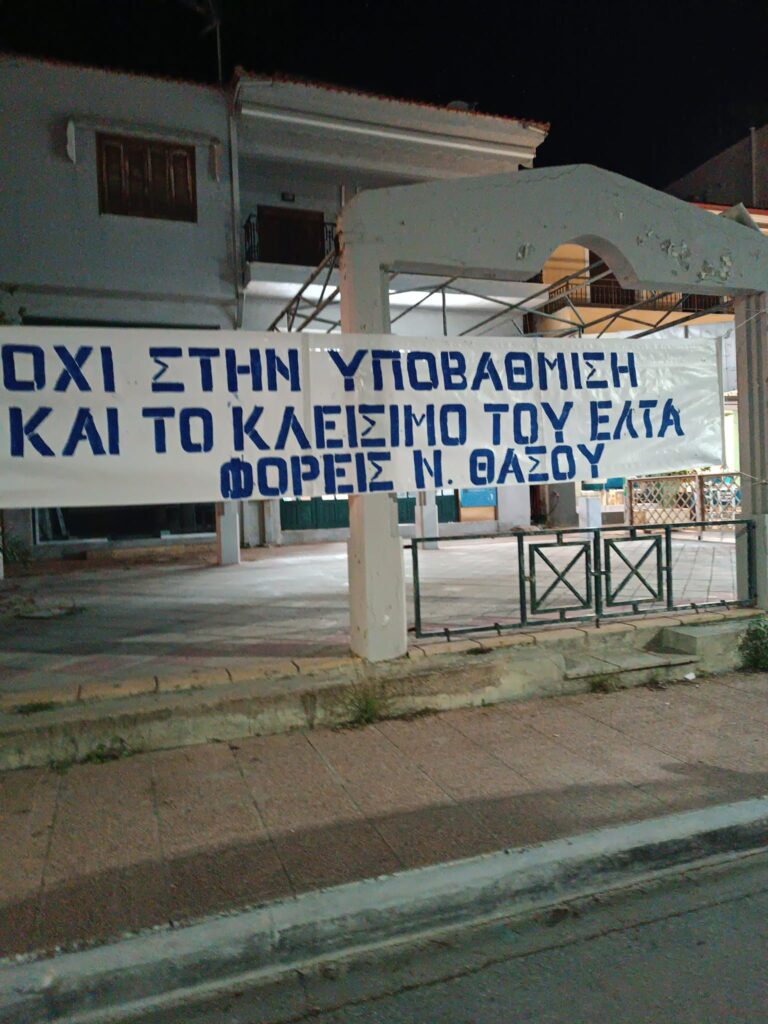 ΟΧΙ ΣΤΗΝ ΥΠΟΒΑΘΜΙΣΗ
ΚΑΙ ΤΟ ΚΛΕΙΣΙΜΟ ΤΟΥ ΕΛΤΑ
ΦΟΡΕΙΣ Ν. ΘΑΣΟΥ